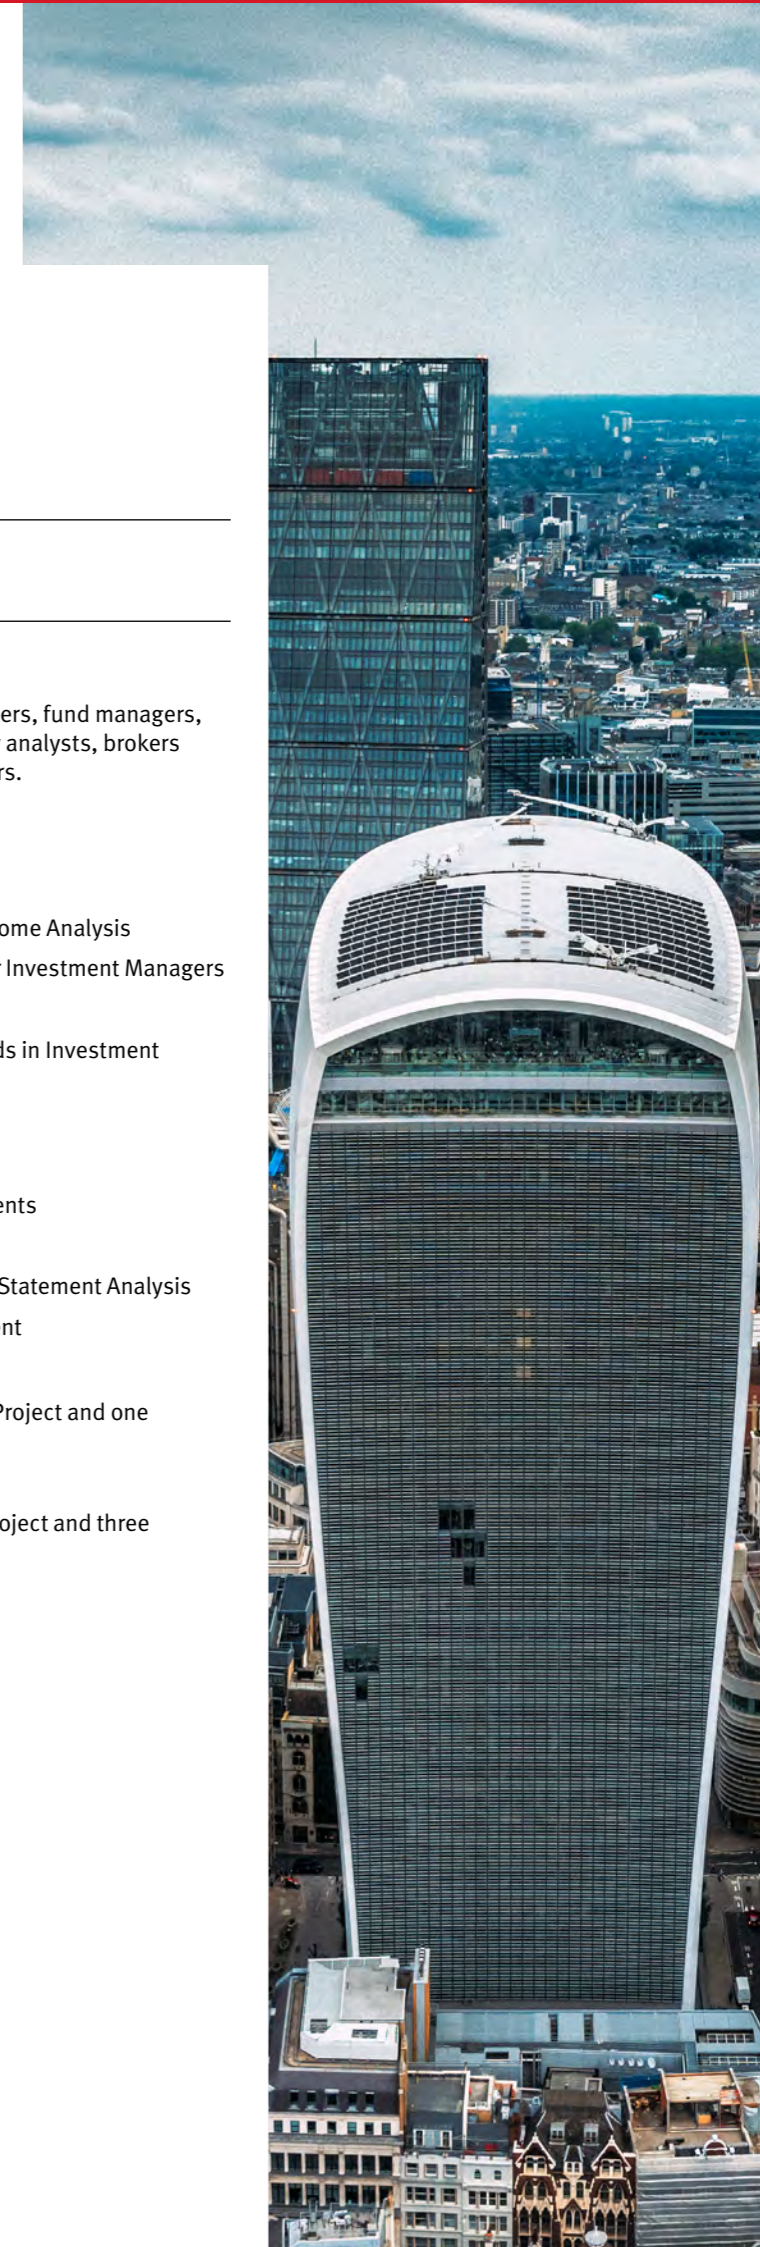 ers, fund managers,
analysts, brokers
rs.
ome Analysis
Investment Managers
ds in Investment
ents
Statement Analysis
ent
Project and one
oject and three